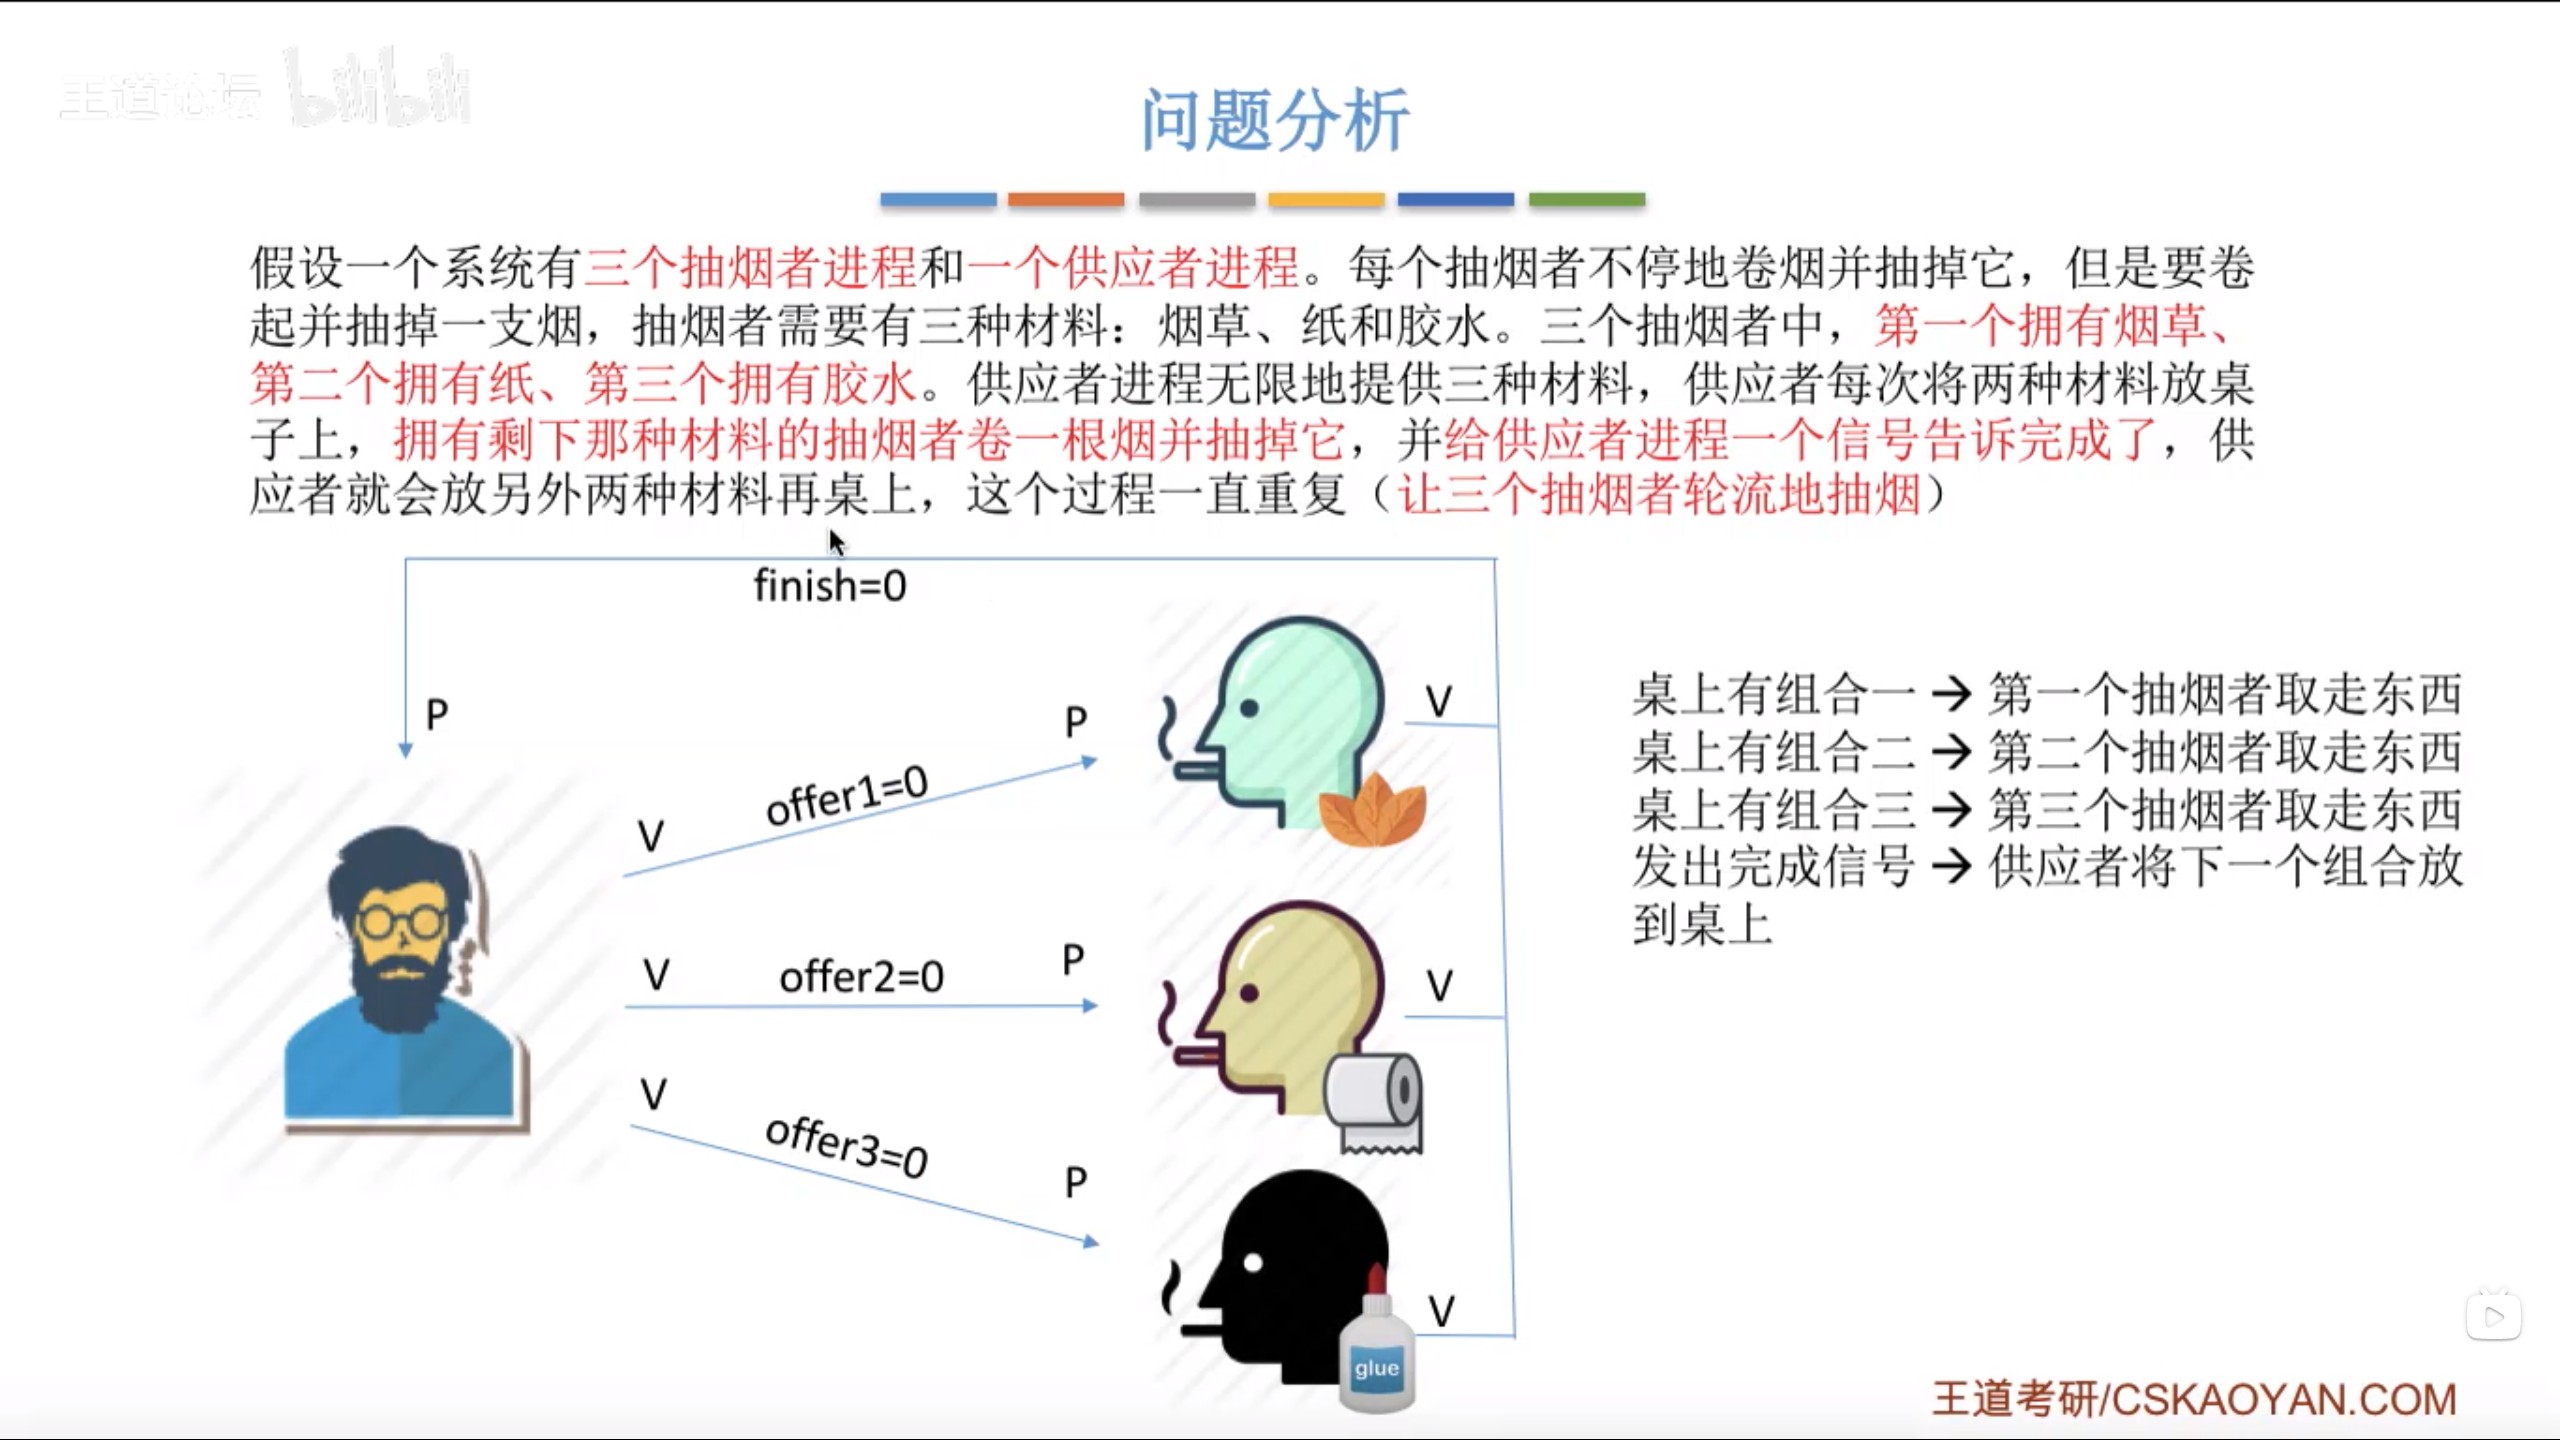 王道论坛 bilibili
问题分析
假设一个系统有三个抽烟者进程和一个供应者进程。每个抽烟者不停地卷烟并抽掉它，但是要卷
起并抽掉一支烟，抽烟者需要有三种材料：烟草、纸和胶水。三个抽烟者中，第一个拥有烟草、
第二个拥有纸、第三个拥有胶水。供应者进程无限地提供三种材料，供应者每次将两种材料放桌
子上，拥有剩下那种材料的抽烟者卷一根烟并抽掉它，并给供应者进程一个信号告诉完成了，供
应者就会放另外两种材料再桌上，这个过程一直重复（让三个抽烟者轮流地抽烟）
finish=0
P
P
V
offer1=0
V
V
offer2=0
P
V
V
offer3=0
P
V
glue
桌上有组合一 → 第一个抽烟者取走东西
桌上有组合二 → 第二个抽烟者取走东西
桌上有组合三 → 第三个抽烟者取走东西
发出完成信号 → 供应者将下一个组合放
到桌上
王道考研/CSKAOYAN.COM